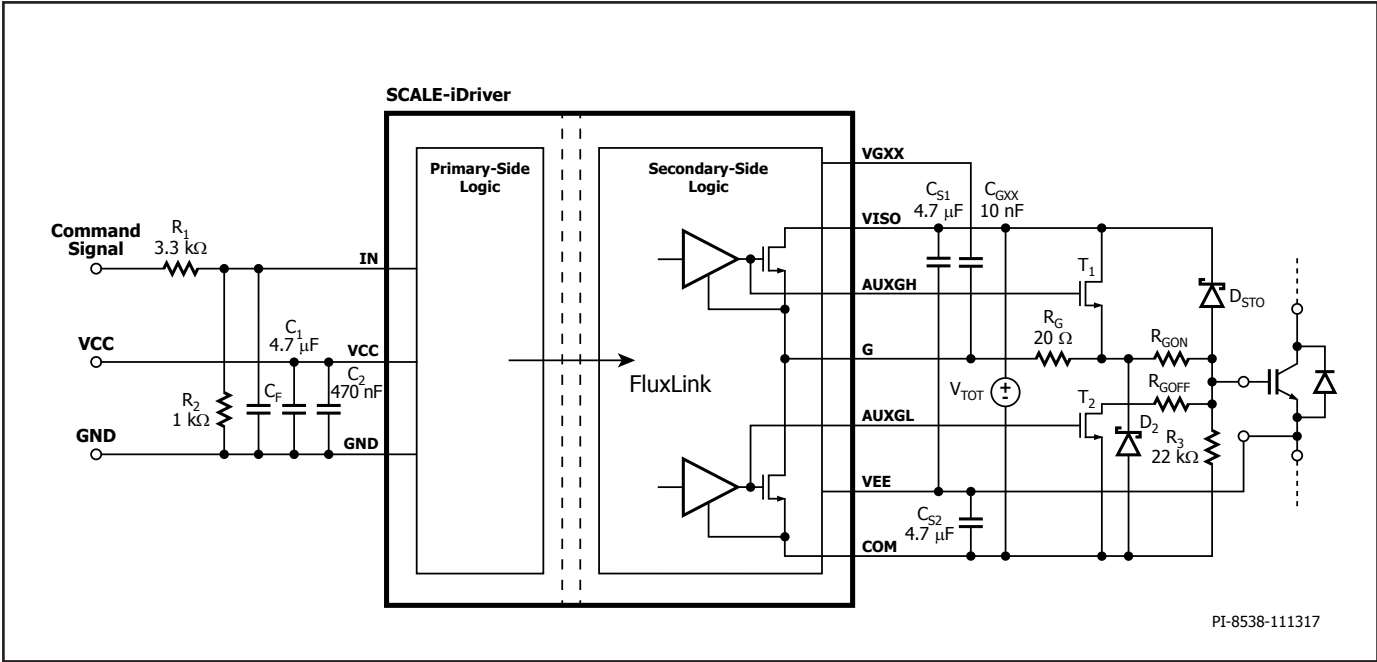 SCALE-iDriver
Primary-Side
Logic
Secondary-Side
Logic
Command
Signal
R1
3.3 kΩ
IN
VCC
C1
4.7 μF
VCC
C2
470 nF
CF
R2
1 kΩ
GND
GND
FluxLink
VGXX
CS1
4.7 μF
CGXX
10 nF
VISO
AUXGH
T1
DSTO
RG
20 Ω
G
RGON
RGOFF
VTOT
T2
AUXGL
D2
R3
22 kΩ
VEE
CS2
4.7 μF
COM
PI-8538-111317